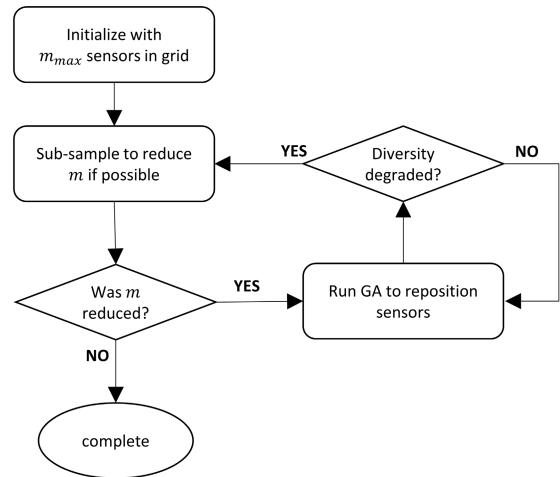 Initialize with
m_max sensors in grid
Sub-sample to reduce
m if possible
YES
Diversity
degraded?
NO
Was m
reduced?
YES
Run GA to reposition
sensors
NO
complete